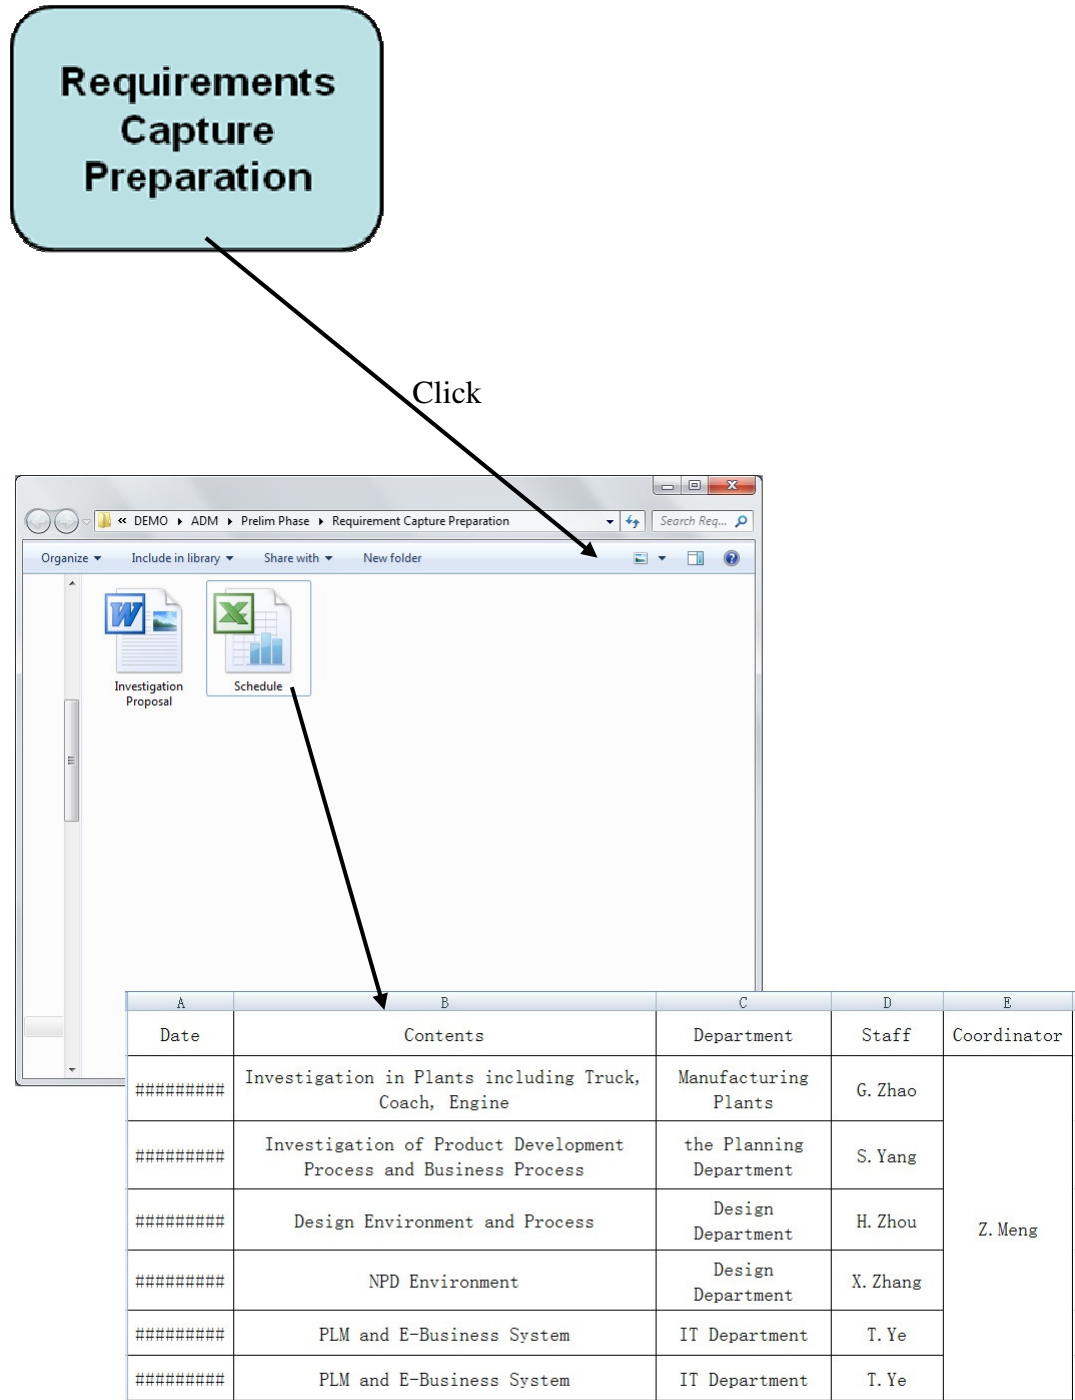 Requirements
Capture
Preparation
Click
« DEMO ▸ ADM ▸ Prelim Phase ▸ Requirement Capture Preparation
Search Req...
Organize ▾ Include in library ▾ Share with ▾ New folder
Investigation
Proposal
Schedule
A B C D E
Date Contents Department Staff Coordinator
######### Investigation in Plants including Truck,
Coach, Engine Manufacturing
Plants G. Zhao
######### Investigation of Product Development
Process and Business Process the Planning
Department S. Yang
######### Design Environment and Process Design
Department H. Zhou
Z. Meng
######### NPD Environment Design
Department X. Zhang
######### PLM and E-Business System IT Department T. Ye
######### PLM and E-Business System IT Department T. Ye